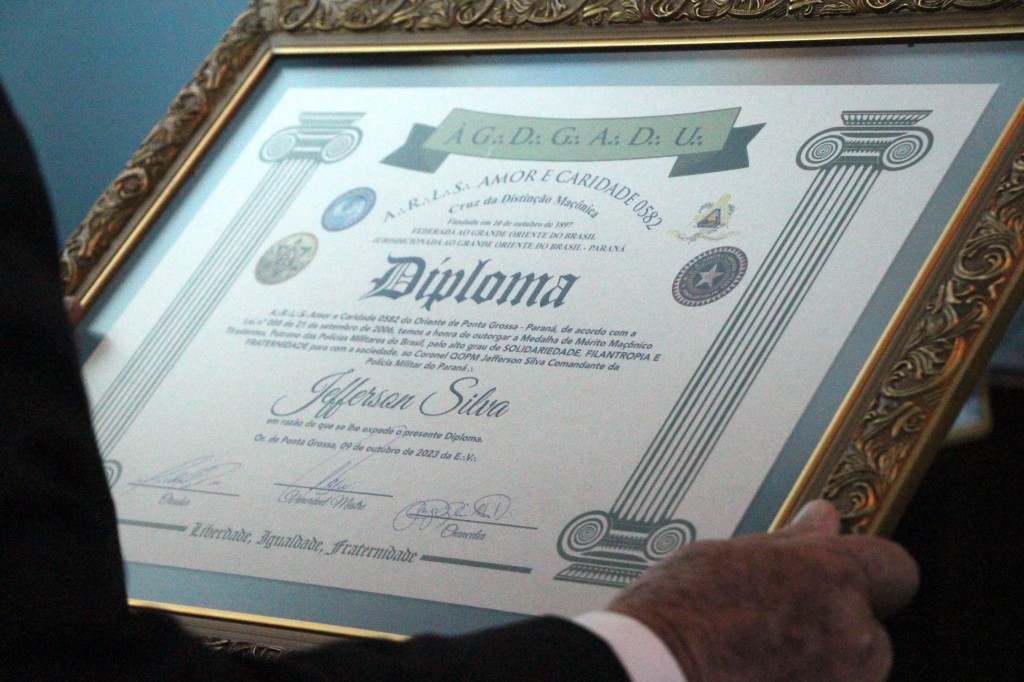 À G∴ D∴ G∴ A∴ D∴ U∴
A∴R∴L∴S∴ AMOR E CARIDADE 0582
Cruz da Distinção Maçônica
Fundada em 10 de outubro de 1897
FEDERADA AO GRANDE ORIENTE DO BRASIL
JURISDICIONADA AO GRANDE ORIENTE DO BRASIL - PARANÁ
Diploma
A∴R∴L∴S∴ Amor e Caridade 0582 do Oriente de Ponta Grossa - Paraná, de acordo com a
Lei nº 088 de 21 de setembro de 2006, temos a honra de outorgar a Medalha de Mérito Maçônico
Tiradentes, Patrono das Polícias Militares do Brasil, pelo alto grau de SOLIDARIEDADE, FILANTROPIA E
FRATERNIDADE para com a sociedade, ao Coronel QOPM Jefferson Silva Comandante da
Polícia Militar do Paraná∴
Jefferson Silva
em razão de que se lhe expede o presente Diploma.
Or. de Ponta Grossa, 09 de outubro de 2023 da E∴V∴
Venerável Mestre
Chanceler
Liberdade, Igualdade, Fraternidade